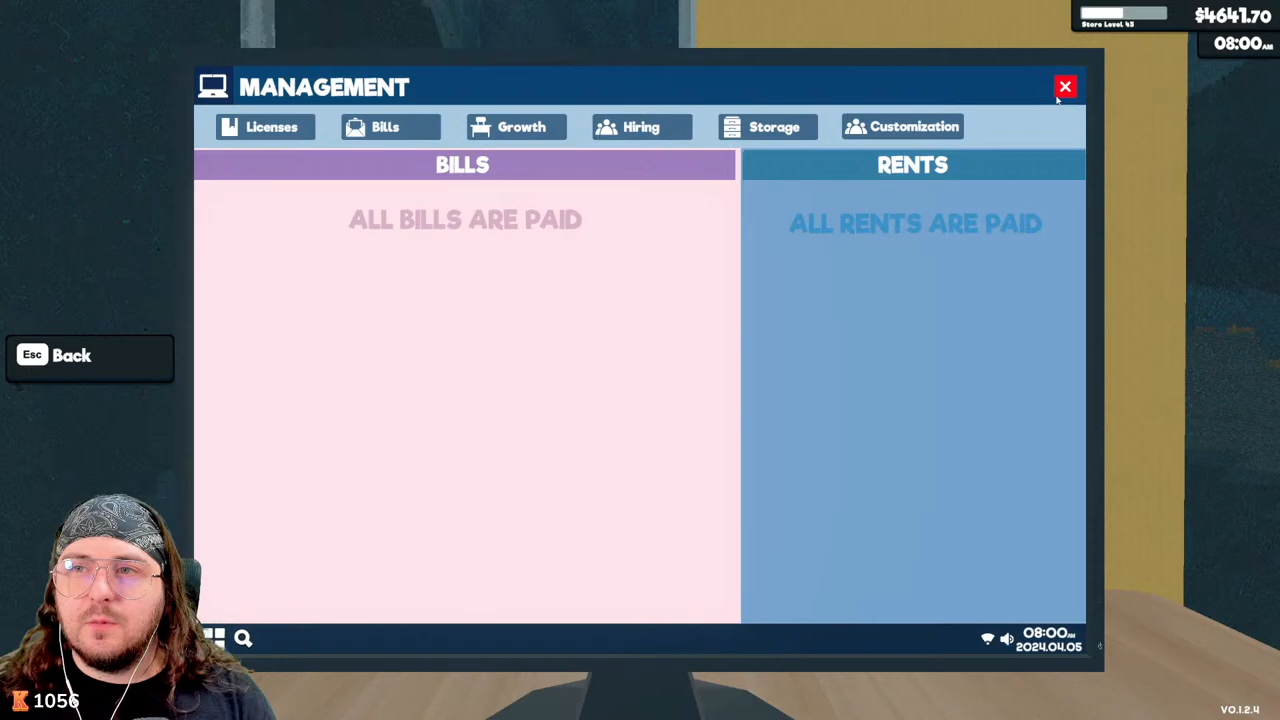 $4641.70
Store Level 43
08:00AM
MANAGEMENT
Licenses
Bills
Growth
Hiring
Storage
Customization
BILLS
RENTS
ALL BILLS ARE PAID
ALL RENTS ARE PAID
Esc Back
08:00AM
2024.04.05
K 1056
V0.1.2.4